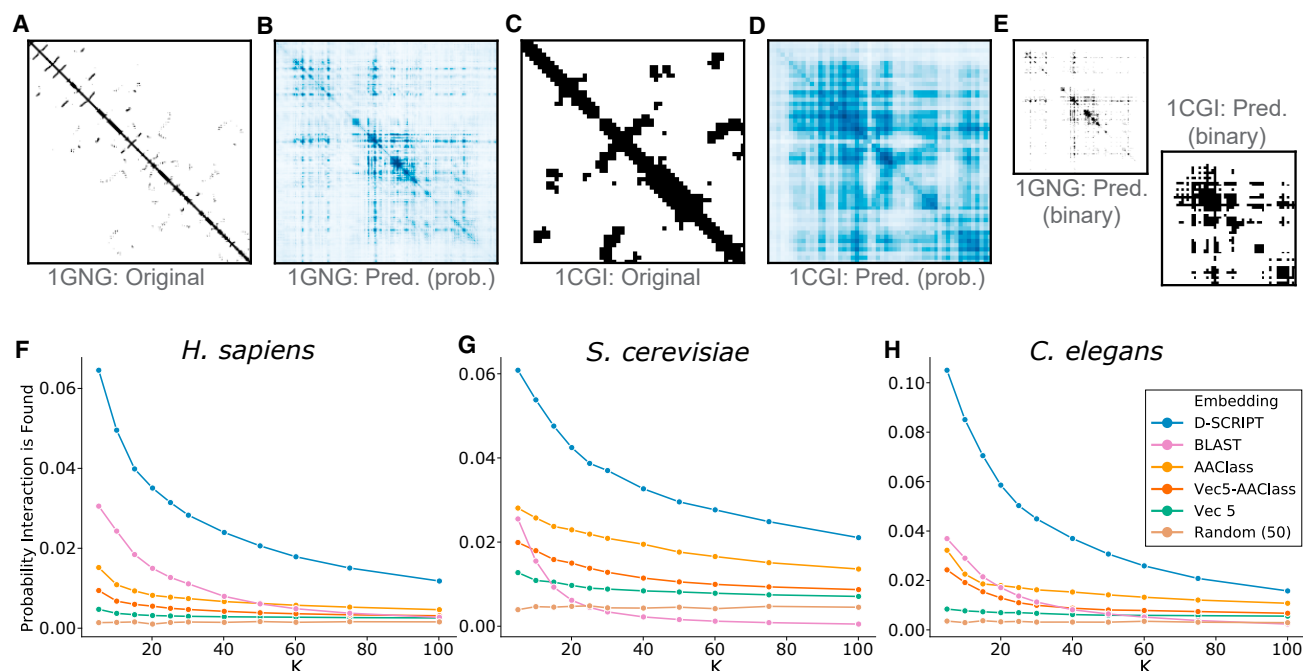 A
B
C
D
E
1GNG: Original
1GNG: Pred. (prob.)
1CGI: Original
1CGI: Pred. (prob.)
1GNG: Pred.
(binary)
1CGI: Pred.
(binary)
F
H. sapiens
G
S. cerevisiae
H
C. elegans
Probability Interaction is Found
0.06
0.04
0.02
0.00
20
40
60
80
100
K
0.06
0.04
0.02
0.00
20
40
60
80
100
K
0.10
0.08
0.06
0.04
0.02
0.00
20
40
60
80
100
K
Embedding
D-SCRIPT
BLAST
AAClass
Vec5-AAClass
Vec 5
Random (50)